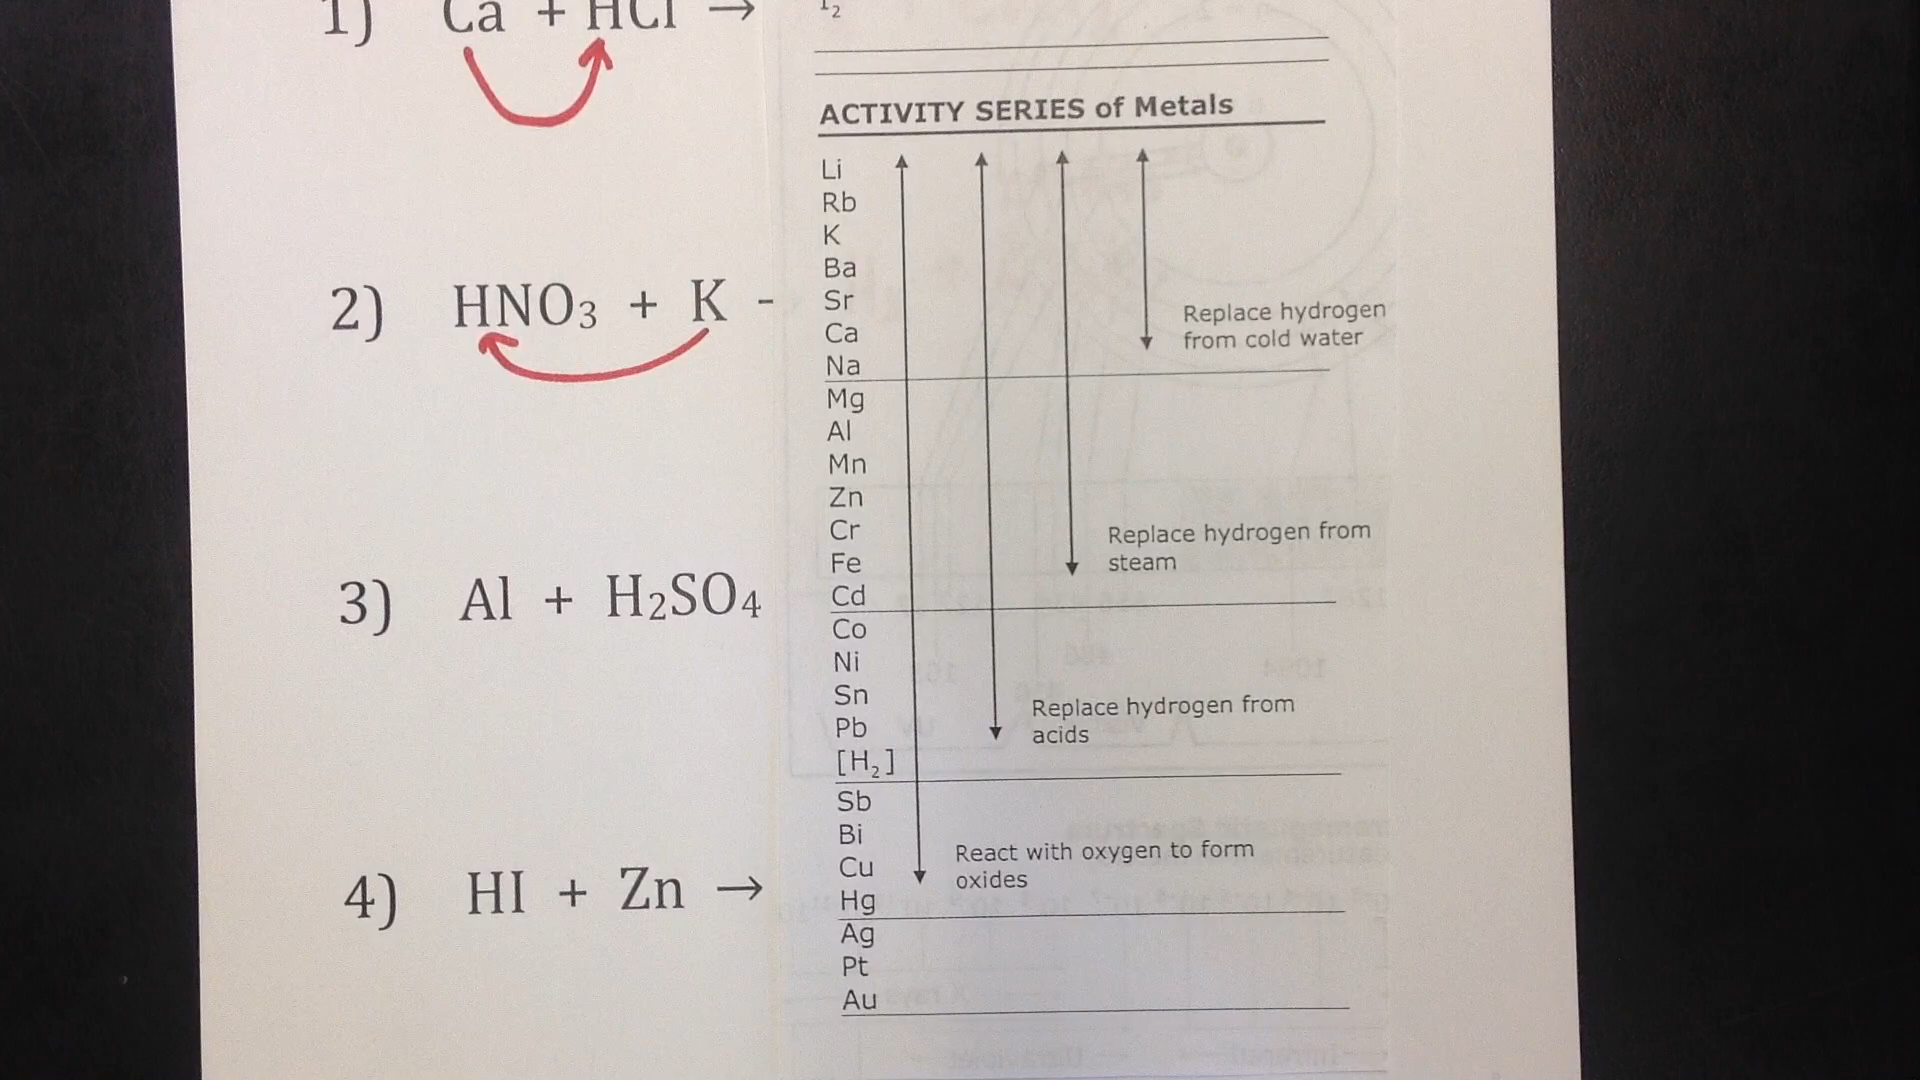 1) Ca + HCl →
2) HNO₃ + K -
3) Al + H₂SO₄
4) HI + Zn →
I₂
ACTIVITY SERIES of Metals
Li
Rb
K
Ba
Sr
Ca
Na
Mg
Al
Mn
Zn
Cr
Fe
Cd
Co
Ni
Sn
Pb
[H₂]
Sb
Bi
Cu
Hg
Ag
Pt
Au
Replace hydrogen
from cold water
Replace hydrogen from
steam
Replace hydrogen from
acids
React with oxygen to form
oxides